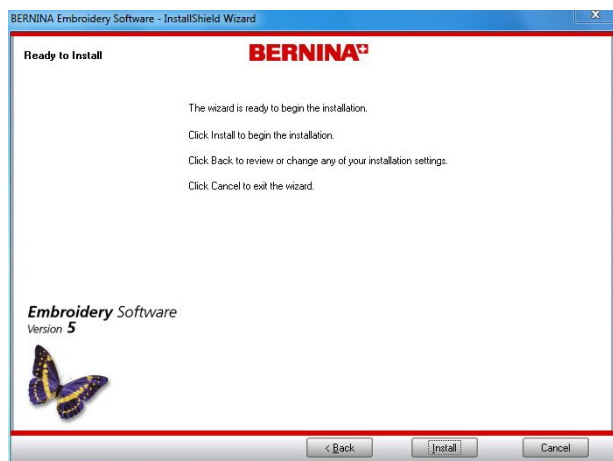 BERNINA Embroidery Software - InstallShield Wizard
x
Ready to Install
BERNINA
The wizard is ready to begin the installation.
Click Install to begin the installation.
Click Back to review or change any of your installation settings.
Click Cancel to exit the wizard.
Embroidery Software
Version 5
< Back
Install
Cancel